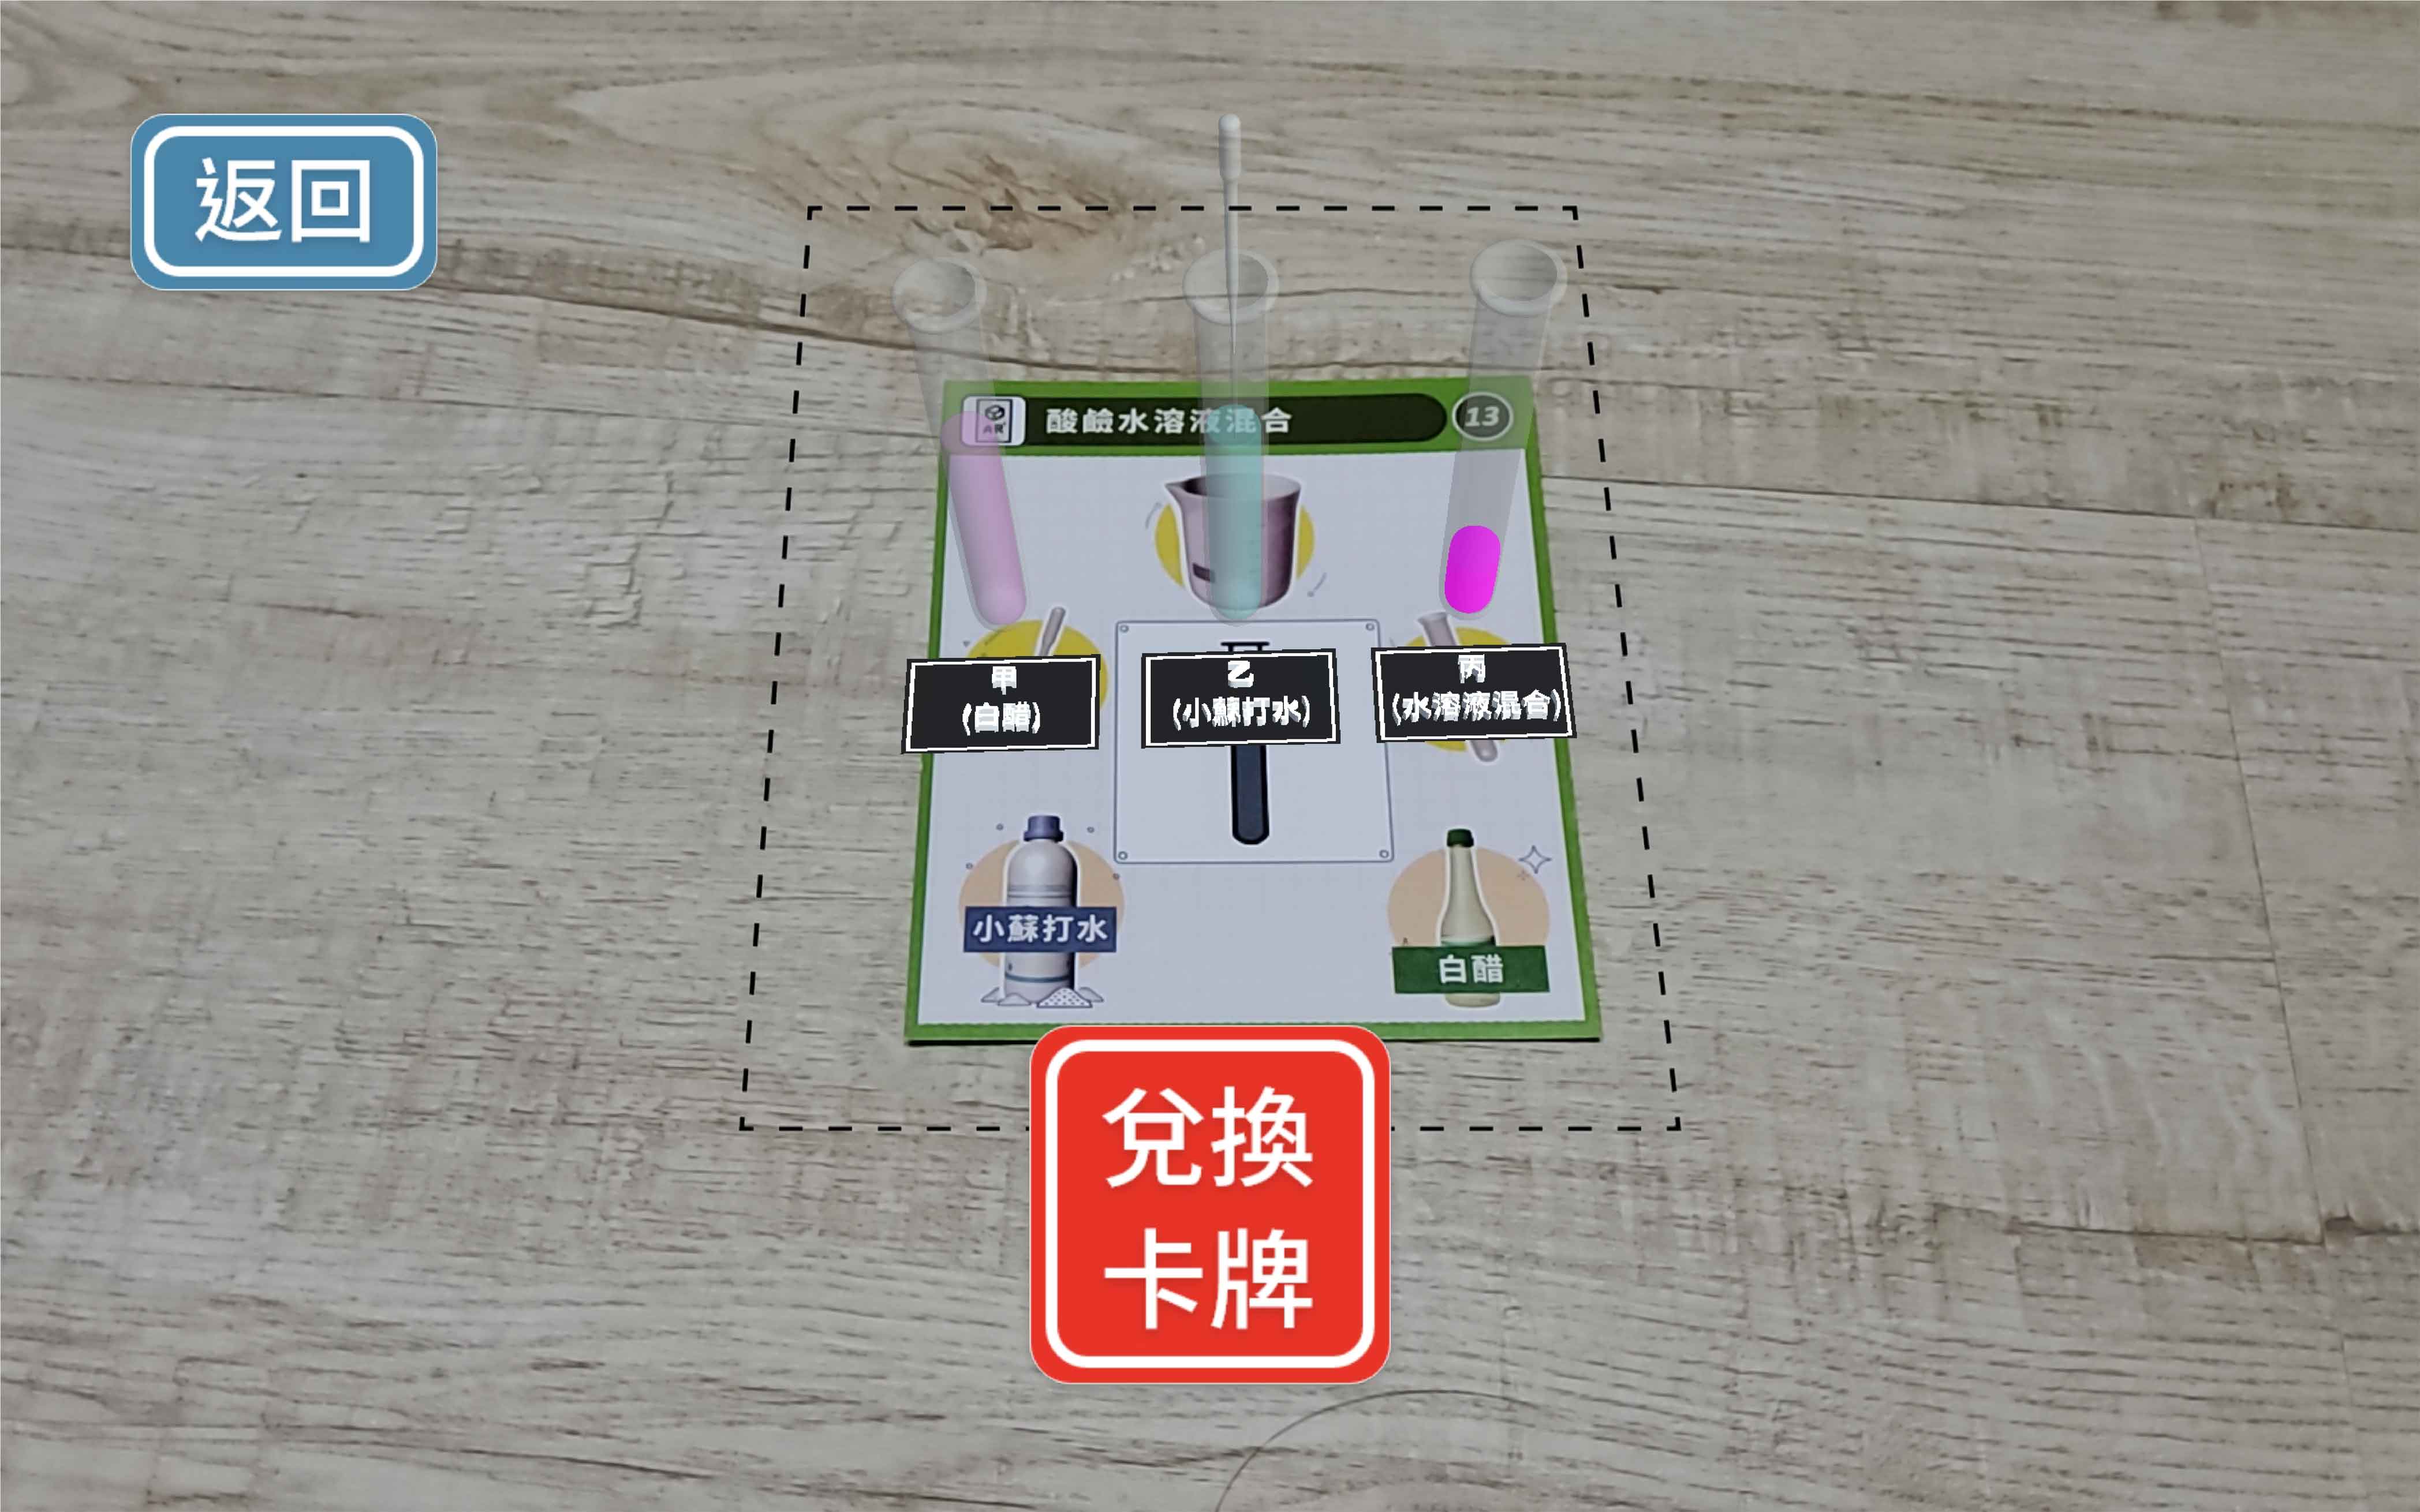 返回
酸鹼水溶液混合
13
甲
(白醋)
乙
(小蘇打水)
丙
(水溶液混合)
小蘇打水
白醋
兌換
卡牌